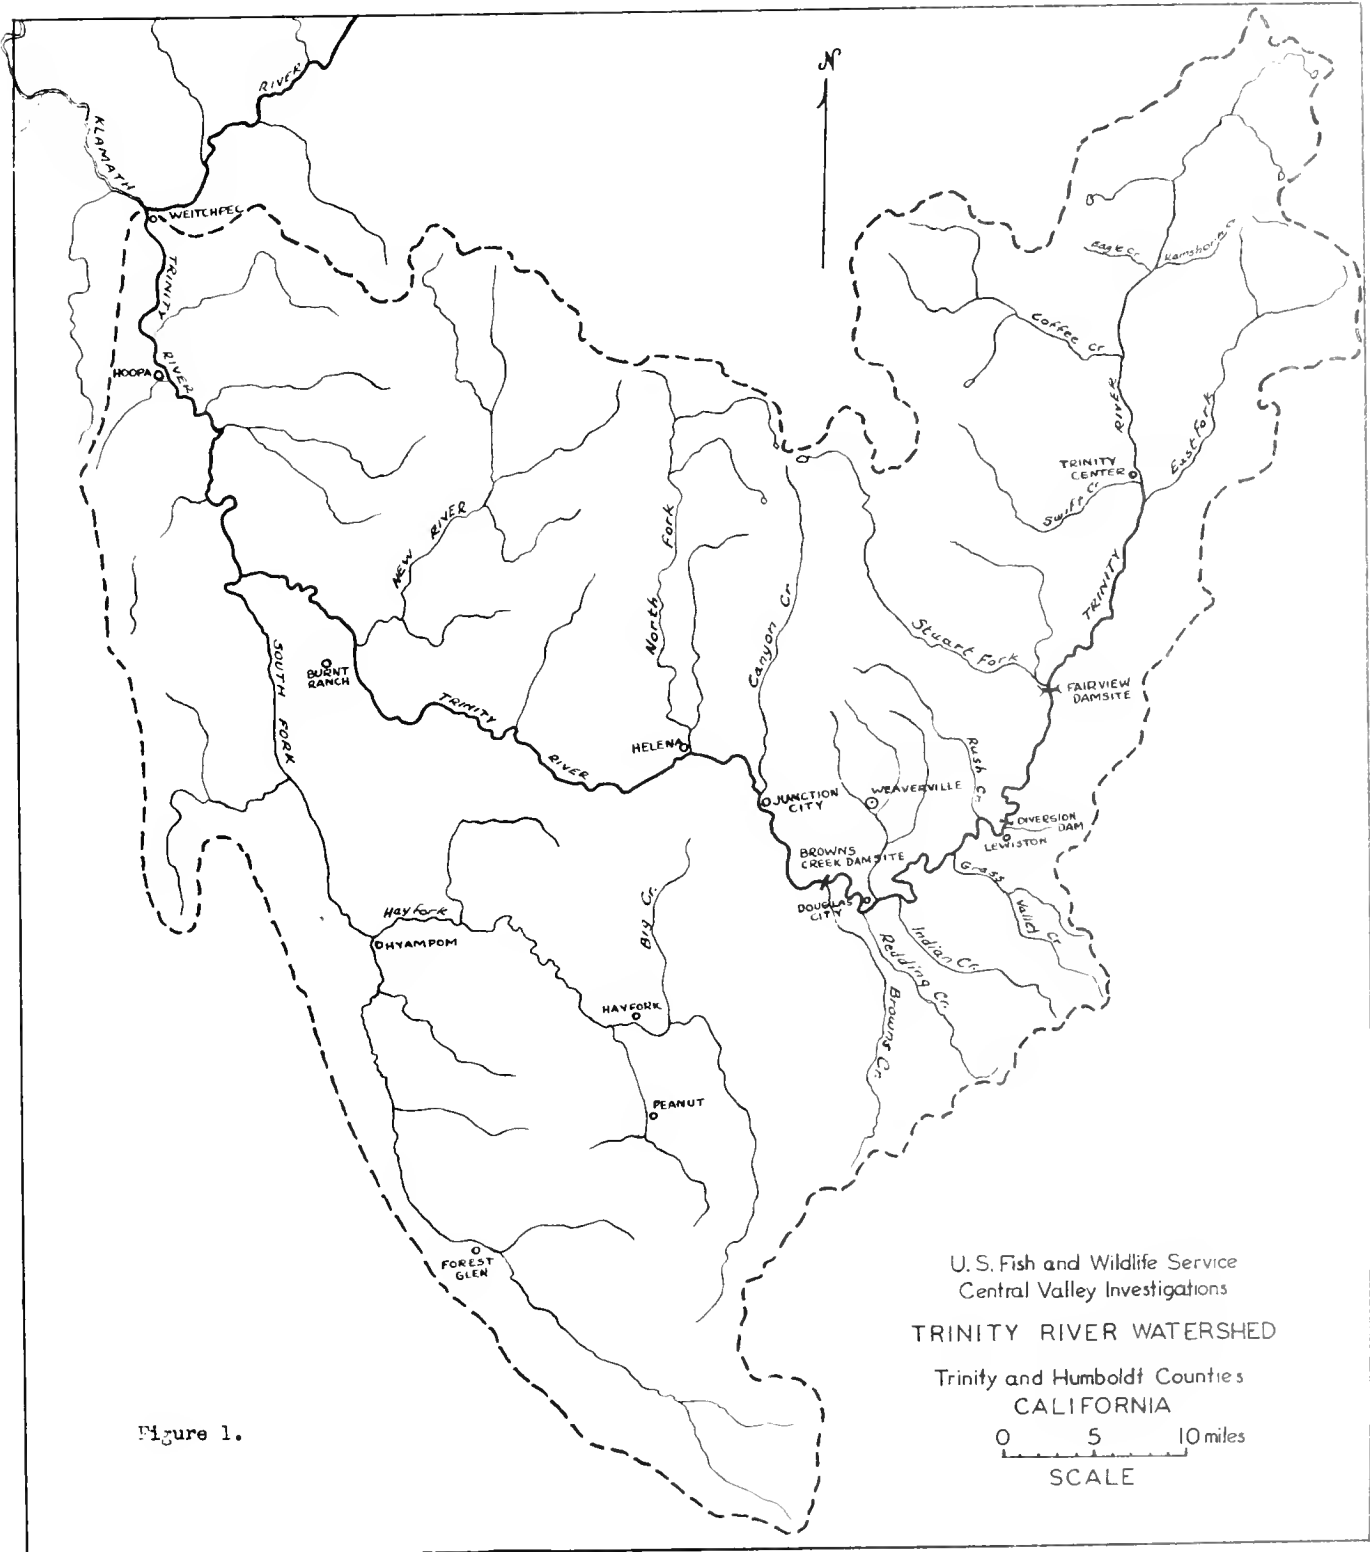 N
RIVER
KLAMATH
WEITCHPEC
TRINITY
RIVER
HOOPA
Eagle Cr.
Coffee Cr
RIVER
East Fork
TRINITY
CENTER
Swift Cr
TRINITY
NEW RIVER
North Fork
Canyon Cr
Stuart Fork
FAIRVIEW
DAMSITE
SOUTH FORK
BURNT
RANCH
TRINITY
RIVER
HELENA
Rush Cr.
JUNCTION
CITY
WEAVERVILLE
DIVERSION
DAM
LEWISTON
BROWNS
CREEK DAMSITE
Grass
Valley
Cr
DOUGLAS
CITY
Indian Cr.
Redding Cr.
Browns Cr.
Big Cr.
Hayfork
HYAMPOM
HAYFORK
PEANUT
FOREST
GLEN
U. S. Fish and Wildlife Service
Central Valley Investigations
TRINITY RIVER WATERSHED
Trinity and Humboldt Counties
CALIFORNIA
0 5 10 miles
SCALE
Figure 1.